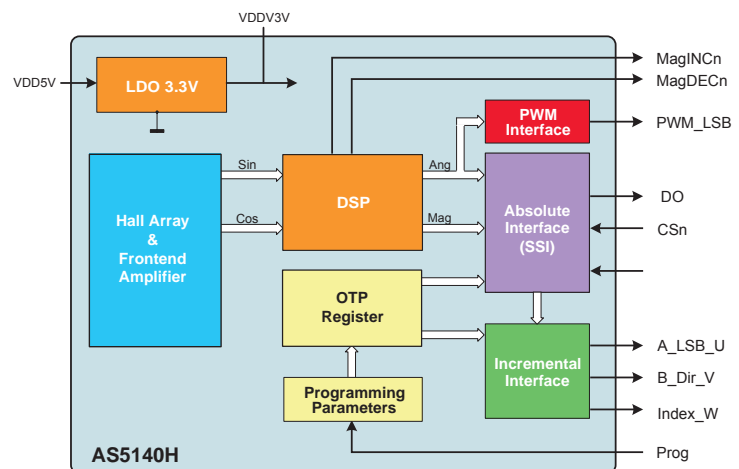 VDDV3V
VDD5V
LDO 3.3V
MagINCn
MagDECn
PWM
Interface
PWM_LSB
Hall Array
&
Frontend
Amplifier
Sin
Cos
DSP
Ang
Mag
Absolute
Interface
(SSI)
DO
CSn
OTP
Register
Programming
Parameters
Incremental
Interface
A_LSB_U
B_Dir_V
Index_W
Prog
AS5140H